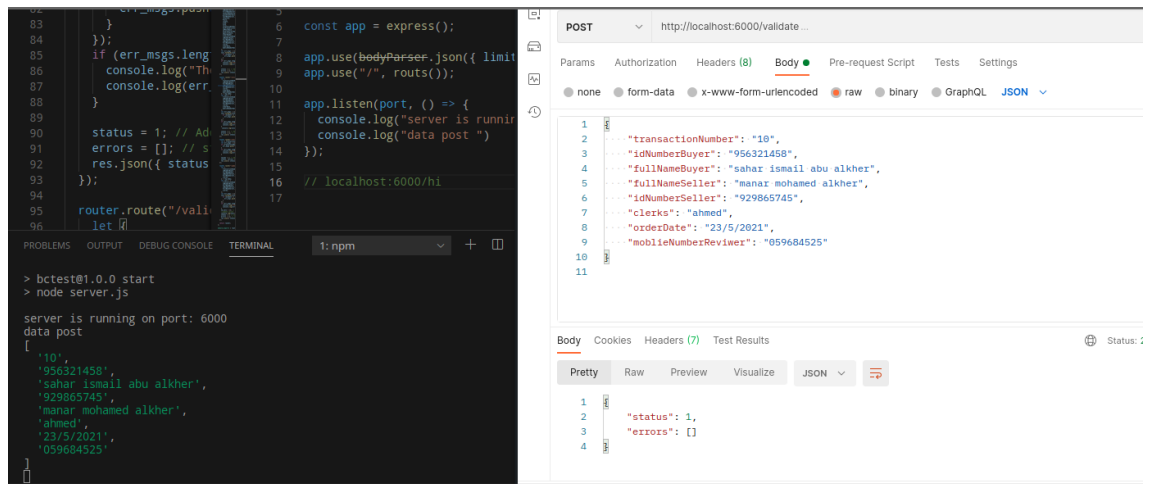 82
83 }
84 });
85 if (err_msgs.leng
86 console.log("Th
87 console.log(err_
88 }
89
90 status = 1; // Ad
91 errors = []; // s
92 res.json({ status
93 });
94
95 router.route("/vali
96 let {
5
6 const app = express();
7
8 app.use(bodyParser.json({ limit
9 app.use("/", routs());
10
11 app.listen(port, () => {
12 console.log("server is runnin
13 console.log("data post ")
14 });
15
16 // localhost:6000/hi
17
PROBLEMS OUTPUT DEBUG CONSOLE TERMINAL 1: npm
> bctest@1.0.0 start
> node server.js
server is running on port: 6000
data post
[
'10',
'956321458',
'sahar ismail abu alkher',
'929865745',
'manar mohamed alkher',
'ahmed',
'23/5/2021',
'059684525'
]
POST http://localhost:6000/validate ...
Params Authorization Headers (8) Body Pre-request Script Tests Settings
none form-data x-www-form-urlencoded raw binary GraphQL JSON
1 {
2 "transactionNumber": "10",
3 "idNumberBuyer": "956321458",
4 "fullNameBuyer": "sahar ismail abu alkher",
5 "fullNameSeller": "manar mohamed alkher",
6 "idNumberSeller": "929865745",
7 "clerks": "ahmed",
8 "orderDate": "23/5/2021",
9 "moblieNumberReviwer": "059684525"
10 }
11
Body Cookies Headers (7) Test Results Status:
Pretty Raw Preview Visualize JSON
1 {
2 "status": 1,
3 "errors": []
4 }